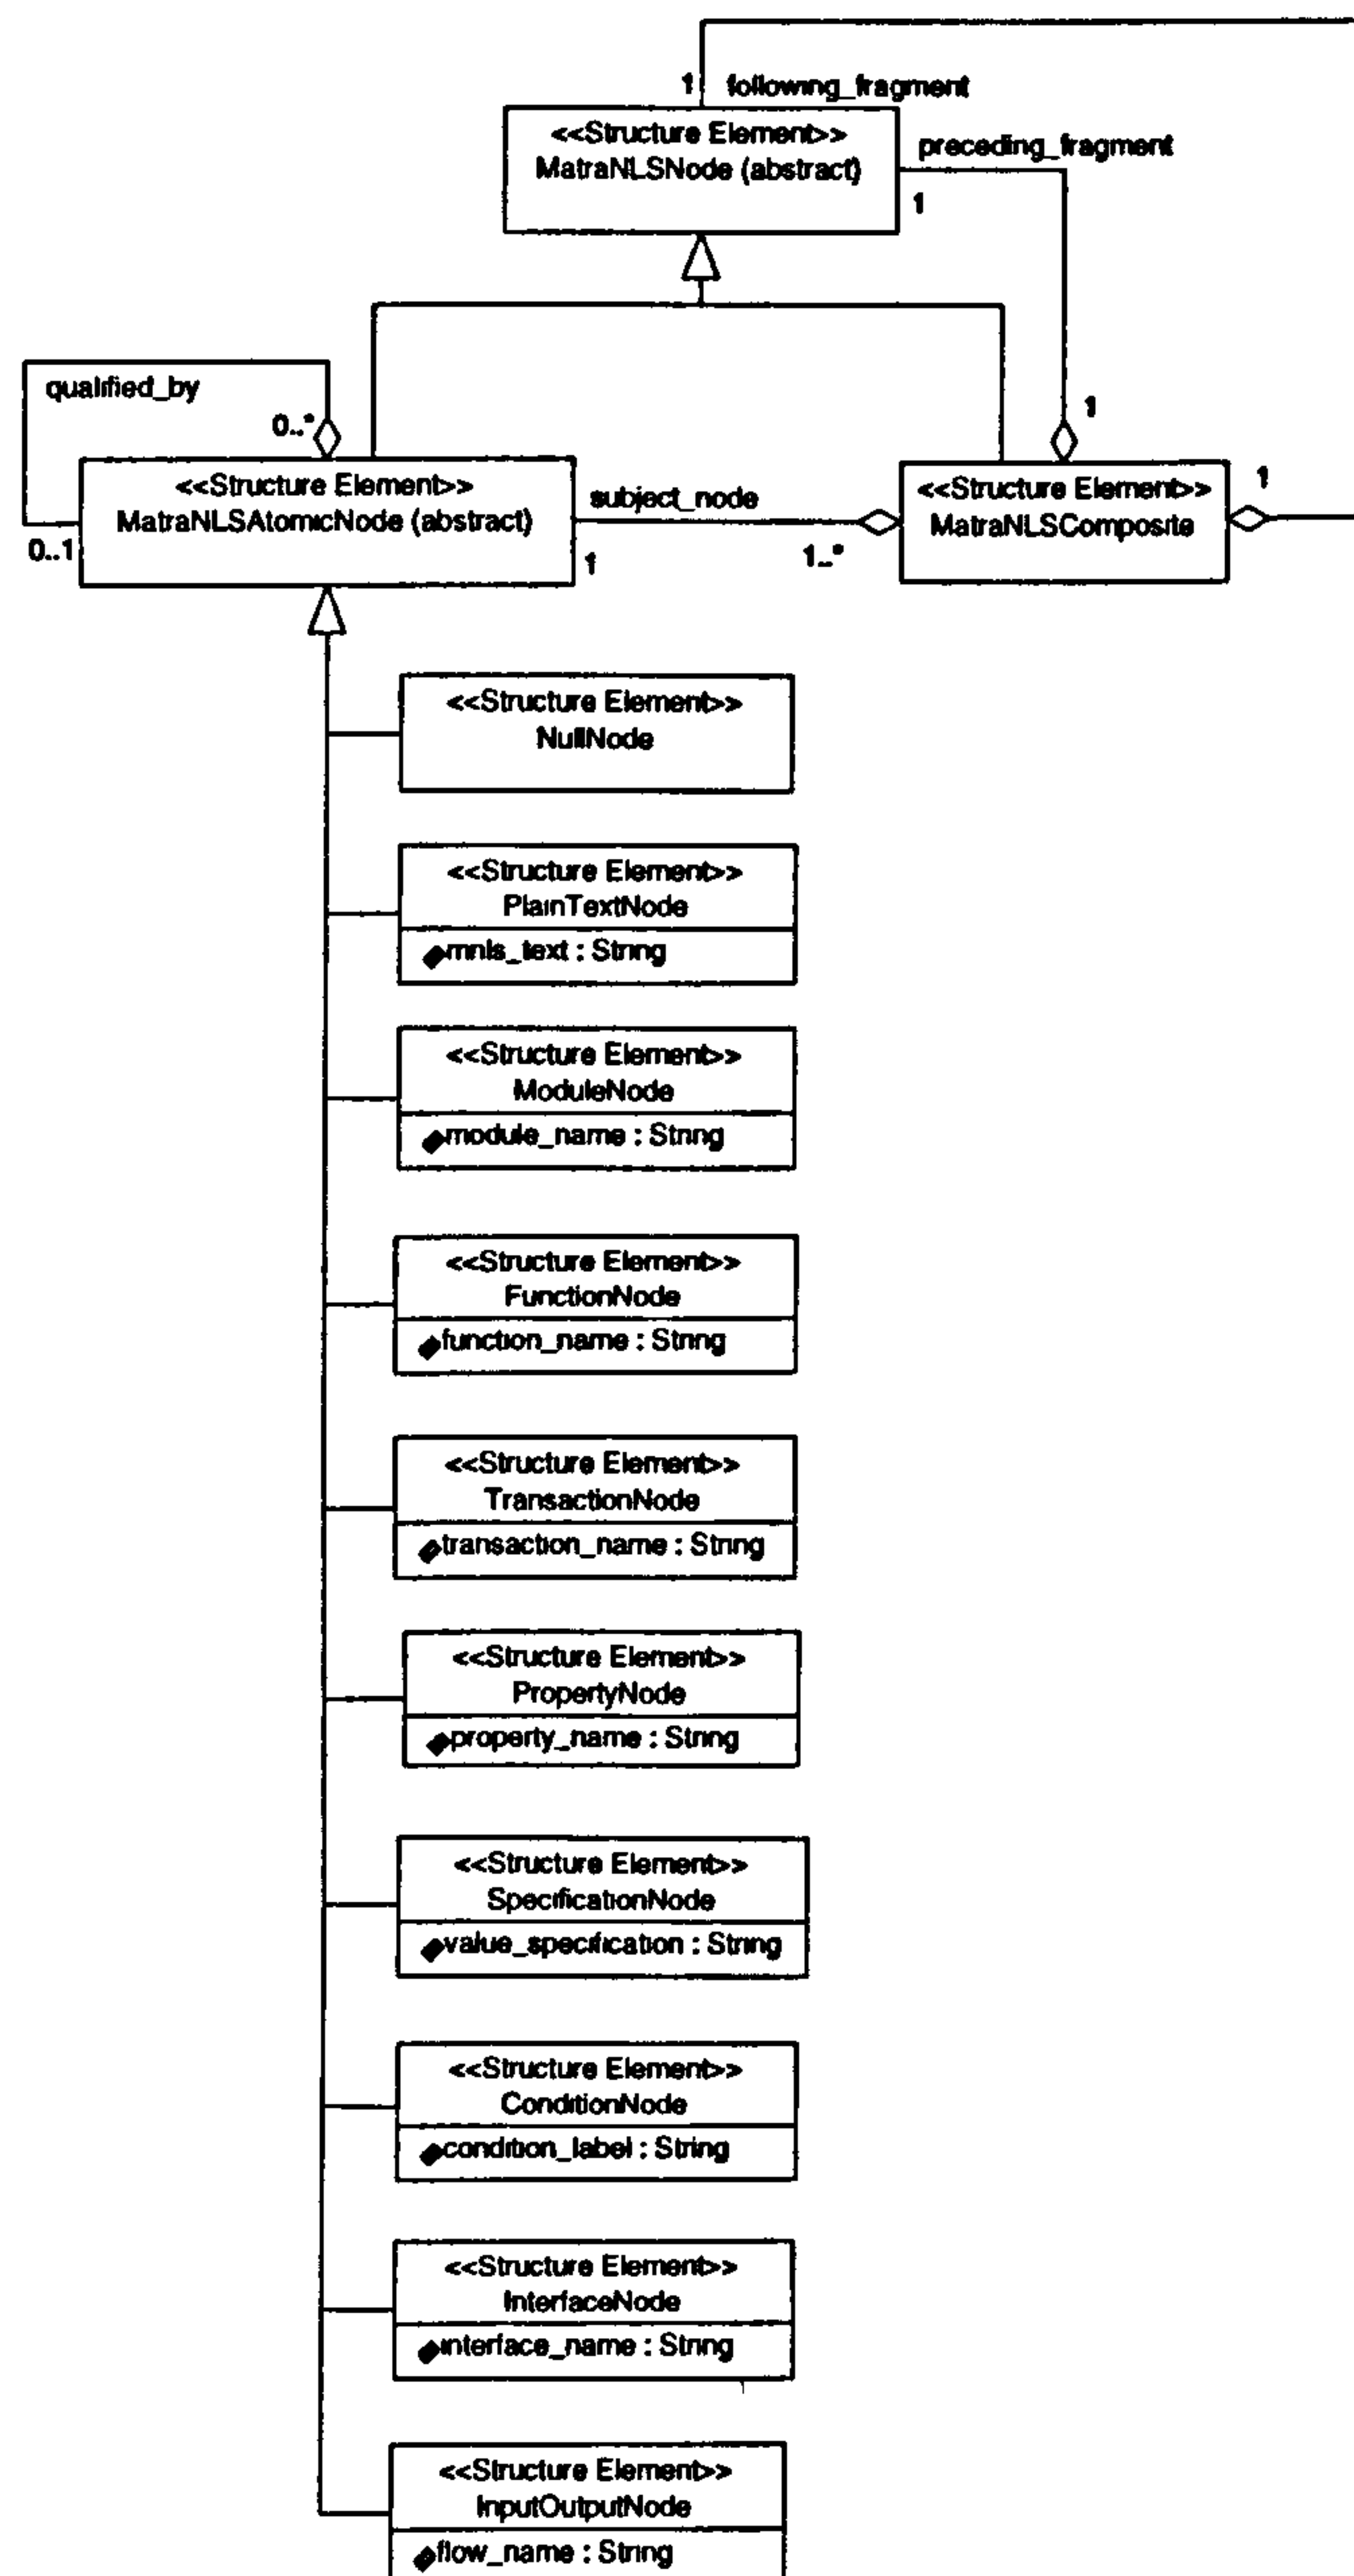 1 following_fragment
<<Structure Element>>
MatraNLSNode (abstract)
preceding_fragment
1
qualified_by
0..*
1
1
<<Structure Element>>
MatraNLSAtomicNode (abstract)
0..1
subject_node
1
1..*
<<Structure Element>>
MatraNLSComposite
<<Structure Element>>
NullNode
<<Structure Element>>
PlainTextNode
mnls_text : String
<<Structure Element>>
ModuleNode
module_name : String
<<Structure Element>>
FunctionNode
function_name : String
<<Structure Element>>
TransactionNode
transaction_name : String
<<Structure Element>>
PropertyNode
property_name : String
<<Structure Element>>
SpecificationNode
value_specification : String
<<Structure Element>>
ConditionNode
condition_label : String
<<Structure Element>>
InterfaceNode
interface_name : String
<<Structure Element>>
InputOutputNode
flow_name : String